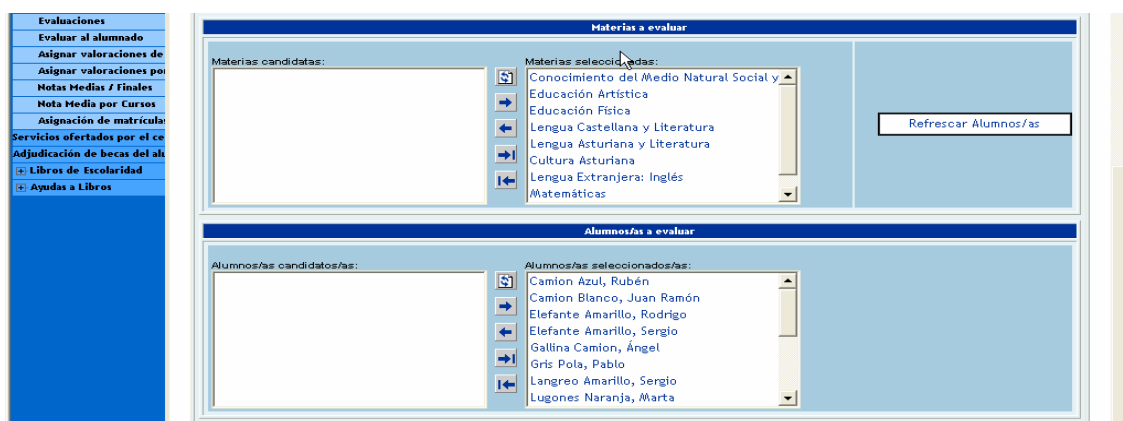 Evaluaciones
Evaluar al alumnado
Asignar valoraciones de
Asignar valoraciones por
Notas Medias / Finales
Nota Media por Cursos
Asignación de matrículas
Servicios ofertados por el ce
Adjudicación de becas del alu
Libros de Escolaridad
Ayudas a Libros
Materias a evaluar
Materias candidatas:
Materias seleccionadas:
Conocimiento del Medio Natural Social y
Educación Artística
Educación Física
Lengua Castellana y Literatura
Lengua Asturiana y Literatura
Cultura Asturiana
Lengua Extranjera: Inglés
Matemáticas
Refrescar Alumnos/as
Alumnos/as a evaluar
Alumnos/as candidatos/as:
Alumnos/as seleccionados/as:
Camion Azul, Rubén
Camion Blanco, Juan Ramón
Elefante Amarillo, Rodrigo
Elefante Amarillo, Sergio
Gallina Camion, Ángel
Gris Pola, Pablo
Langreo Amarillo, Sergio
Lugones Naranja, Marta